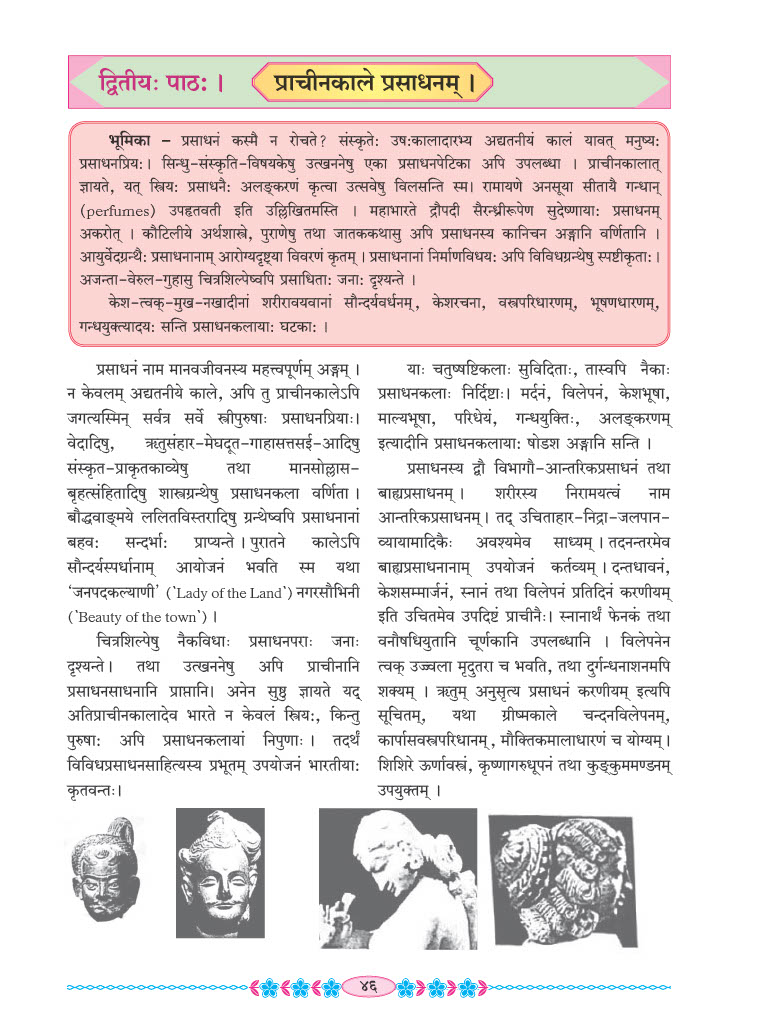 द्वितीयः पाठः ।
प्राचीनकाले प्रसाधनम् ।
भूमिका – प्रसाधनं कस्मै न रोचते? संस्कृतेः उषःकालादारभ्य अद्यतनीयं कालं यावत् मनुष्यः
प्रसाधनप्रियः। सिन्धु-संस्कृति-विषयकेषु उत्खननेषु एका प्रसाधनपेटिका अपि उपलब्धा । प्राचीनकालात्
ज्ञायते, यत् स्त्रियः प्रसाधनैः अलङ्करणं कृत्वा उत्सवेषु विलसन्ति स्म। रामायणे अनसूया सीतायै गन्धान्
(perfumes) उपहृतवती इति उल्लिखितमस्ति । महाभारते द्रौपदी सैरन्ध्रीरूपेण सुदेष्णायाः प्रसाधनम्
अकरोत् । कौटिलीये अर्थशास्त्रे, पुराणेषु तथा जातककथासु अपि प्रसाधनस्य कानिचन अङ्गानि वर्णितानि ।
आयुर्वेदग्रन्थैः प्रसाधनानाम् आरोग्यदृष्ट्या विवरणं कृतम् । प्रसाधनानां निर्माणविधयः अपि विविधग्रन्थेषु स्पष्टीकृताः।
अजन्ता-वेरुल-गुहासु चित्रशिल्पेष्वपि प्रसाधिताः जनाः दृश्यन्ते ।
केश-त्वक्-मुख-नखादीनां शरीरावयवानां सौन्दर्यवर्धनम्, केशरचना, वस्त्रपरिधारणम्, भूषणधारणम्,
गन्धयुक्त्यादयः सन्ति प्रसाधनकलायाः घटकाः ।
प्रसाधनं नाम मानवजीवनस्य महत्त्वपूर्णम् अङ्गम् ।
न केवलम् अद्यतनीये काले, अपि तु प्राचीनकालेऽपि
जगत्यस्मिन् सर्वत्र सर्वे स्त्रीपुरुषाः प्रसाधनप्रियाः।
वेदादिषु, ऋतुसंहार-मेघदूत-गाहासत्तसई-आदिषु
संस्कृत-प्राकृतकाव्येषु तथा मानसोल्लास-
बृहत्संहितादिषु शास्त्रग्रन्थेषु प्रसाधनकला वर्णिता ।
बौद्धवाङ्मये ललितविस्तरादिषु ग्रन्थेष्वपि प्रसाधनानां
बहवः सन्दर्भाः प्राप्यन्ते । पुरातने कालेऽपि
सौन्दर्यस्पर्धानाम् आयोजनं भवति स्म यथा
‘जनपदकल्याणी’ (‘Lady of the Land’) नगरसौभिनी
(‘Beauty of the town’) ।
चित्रशिल्पेषु नैकविधाः प्रसाधनपराः जनाः
दृश्यन्ते। तथा उत्खननेषु अपि प्राचीनानि
प्रसाधनसाधनानि प्राप्तानि। अनेन सुष्ठु ज्ञायते यद्
अतिप्राचीनकालादेव भारते न केवलं स्त्रियः, किन्तु
पुरुषाः अपि प्रसाधनकलायां निपुणाः । तदर्थं
विविधप्रसाधनसाहित्यस्य प्रभूतम् उपयोजनं भारतीयाः
कृतवन्तः।
याः चतुष्षष्टिकलाः सुविदिताः, तास्वपि नैकाः
प्रसाधनकलाः निर्दिष्टाः। मर्दनं, विलेपनं, केशभूषा,
माल्यभूषा, परिधेयं, गन्धयुक्तिः, अलङ्करणम्
इत्यादीनि प्रसाधनकलायाः षोडश अङ्गानि सन्ति ।
प्रसाधनस्य द्वौ विभागौ-आन्तरिकप्रसाधनं तथा
बाह्यप्रसाधनम् । शरीरस्य निरामयत्वं नाम
आन्तरिकप्रसाधनम् । तद् उचिताहार-निद्रा-जलपान-
व्यायामादिकैः अवश्यमेव साध्यम् । तदनन्तरमेव
बाह्यप्रसाधनानाम् उपयोजनं कर्तव्यम् । दन्तधावनं,
केशसम्मार्जनं, स्नानं तथा विलेपनं प्रतिदिनं करणीयम्
इति उचितमेव उपदिष्टं प्राचीनैः। स्नानार्थं फेनकं तथा
वनौषधियुतानि चूर्णकानि उपलब्धानि । विलेपनेन
त्वक् उज्ज्वला मृदुतरा च भवति, तथा दुर्गन्धनाशनमपि
शक्यम् । ऋतुम् अनुसृत्य प्रसाधनं करणीयम् इत्यपि
सूचितम्, यथा ग्रीष्मकाले चन्दनविलेपनम्,
कार्पासवस्त्रपरिधानम्, मौक्तिकमालाधारणं च योग्यम्।
शिशिरे ऊर्णावस्त्रं, कृष्णागरुधूपनं तथा कुङ्कुममण्डनम्
उपयुक्तम् ।
४६